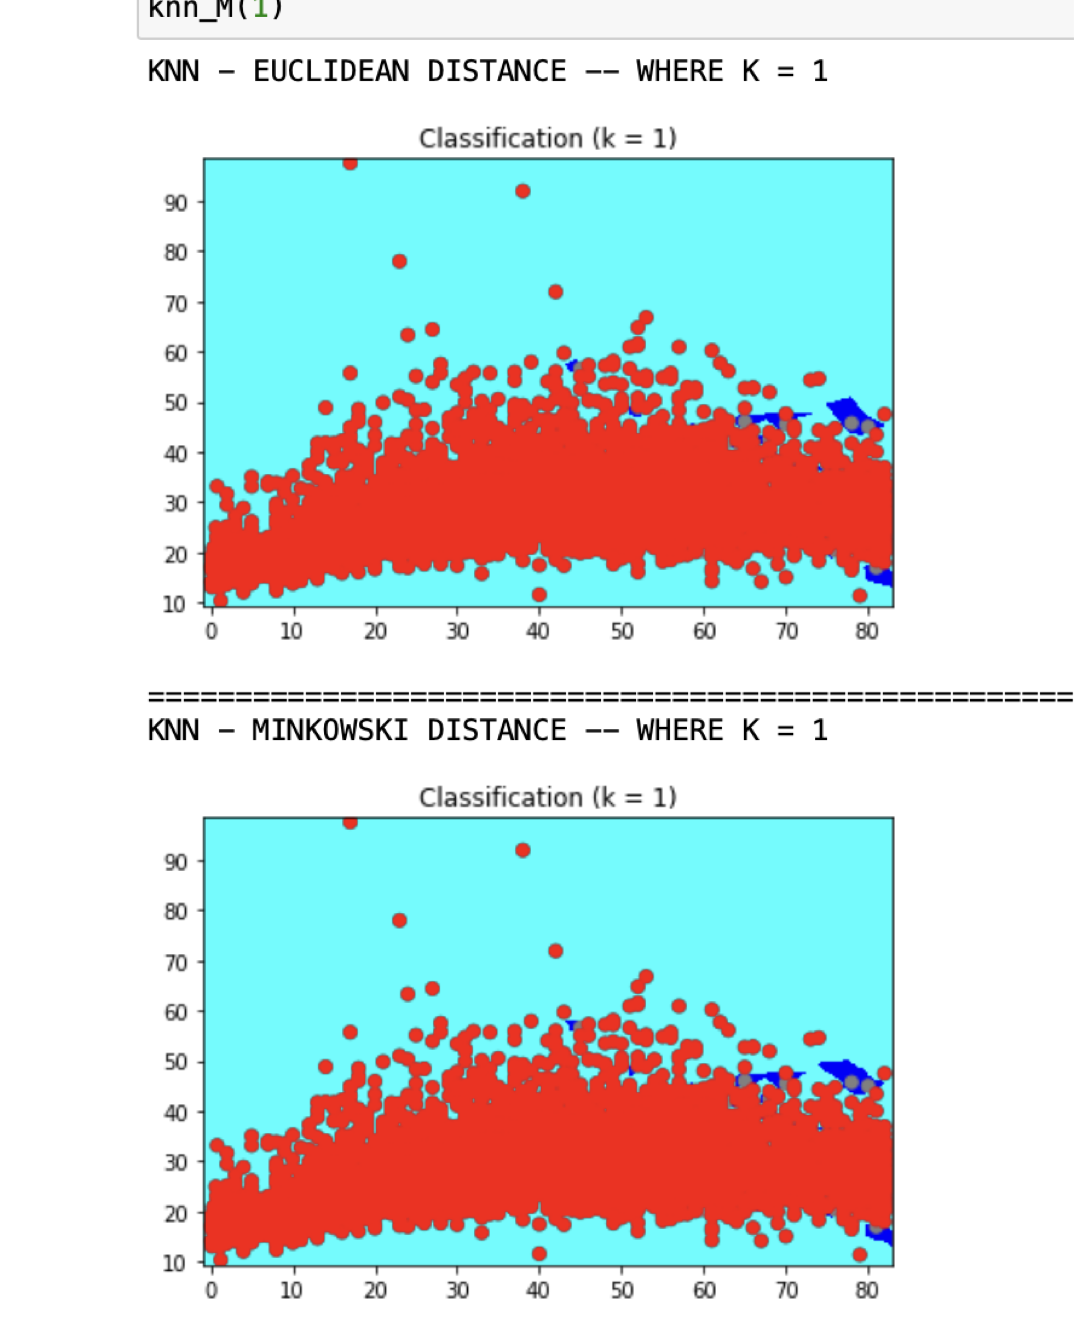 knn_M(1)
KNN – EUCLIDEAN DISTANCE –– WHERE K = 1
Classification (k = 1)
90
80
70
60
50
40
30
20
10
0 10 20 30 40 50 60 70 80
=====================================================
KNN – MINKOWSKI DISTANCE –– WHERE K = 1
Classification (k = 1)
90
80
70
60
50
40
30
20
10
0 10 20 30 40 50 60 70 80